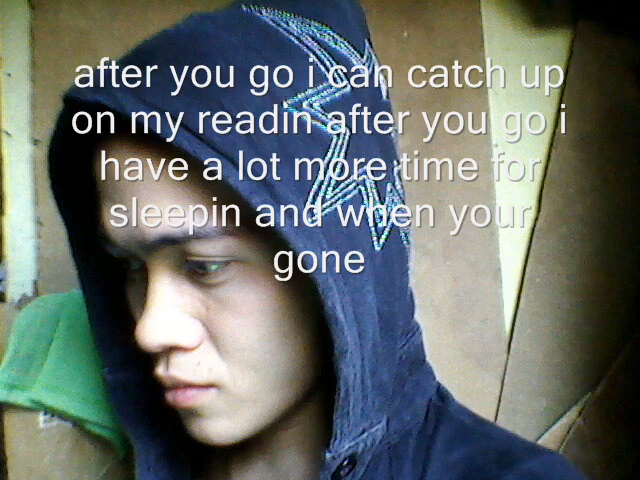 after you go i can catch up
on my readin after you go i
have a lot more time for
sleepin and when your
gone